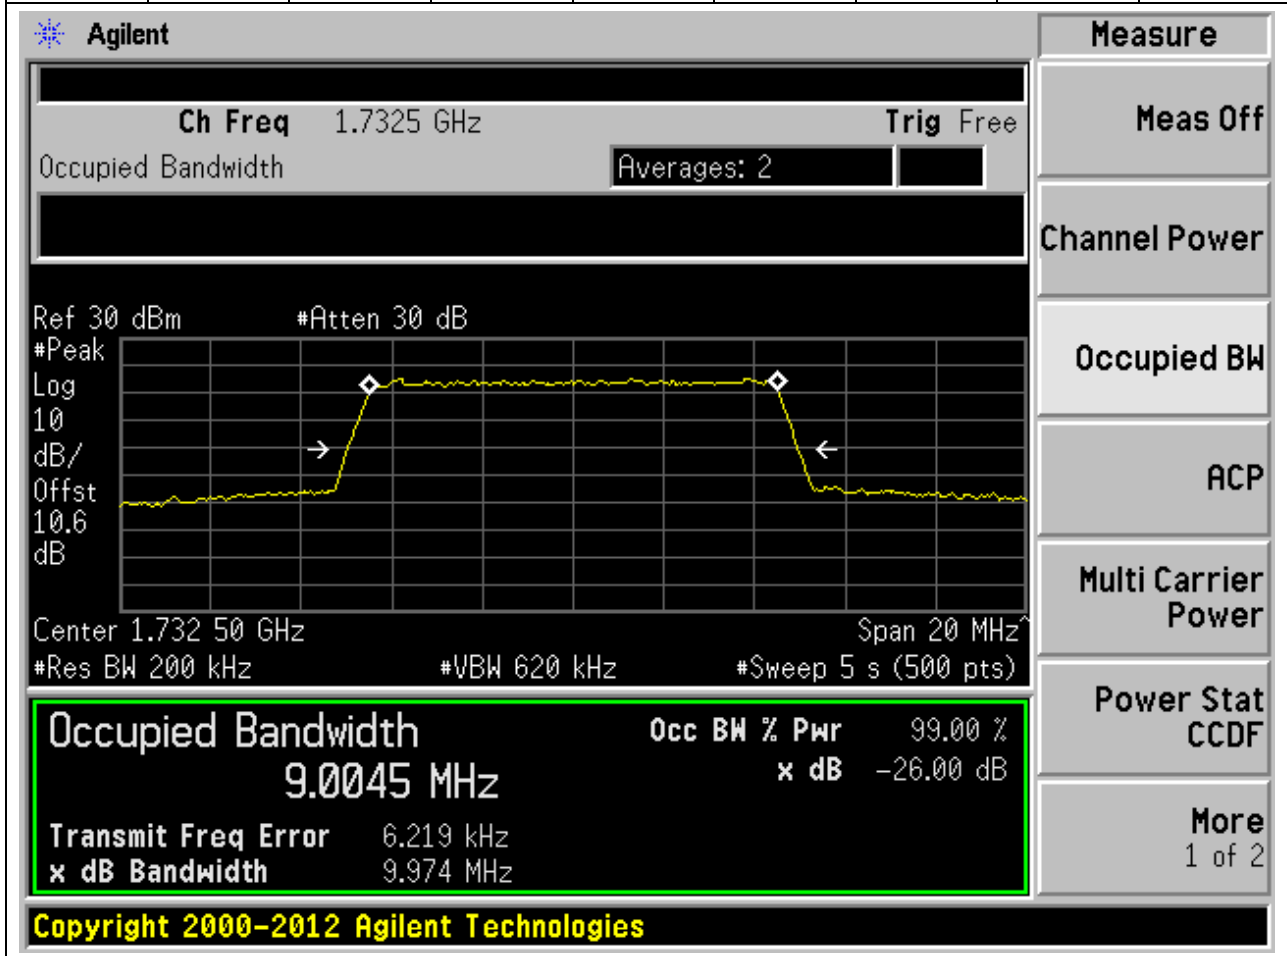 Agilent
Measure
Ch Freq 1.7325 GHz Trig Free
Meas Off
Occupied Bandwidth Averages: 2
Channel Power
Ref 30 dBm #Atten 30 dB
#Peak
Log
10
dB/
Offst
10.6
dB
Occupied BW
ACP
Center 1.732 50 GHz Span 20 MHz^
#Res BW 200 kHz #VBW 620 kHz #Sweep 5 s (500 pts)
Multi Carrier
Power
Occupied Bandwidth
9.0045 MHz
Occ BW % Pwr 99.00 %
x dB -26.00 dB
Transmit Freq Error 6.219 kHz
x dB Bandwidth 9.974 MHz
Power Stat
CCDF
More
1 of 2
Copyright 2000-2012 Agilent Technologies